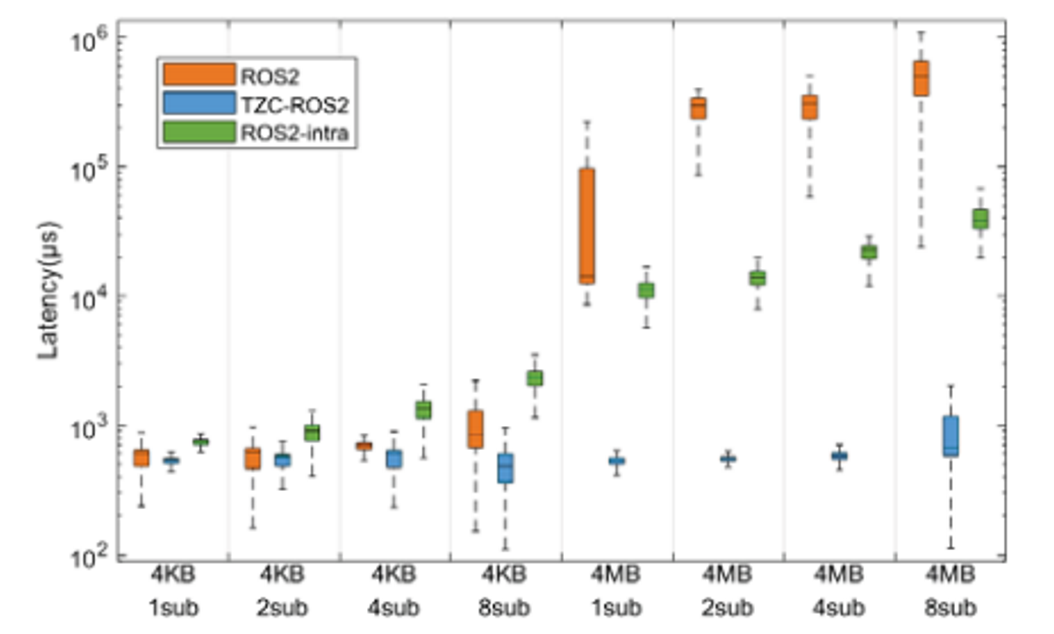 10^6
10^5
10^4
10^3
10^2
Latency(μs)
ROS2
TZC-ROS2
ROS2-intra
4KB 4KB 4KB 4KB 4MB 4MB 4MB 4MB
1sub 2sub 4sub 8sub 1sub 2sub 4sub 8sub